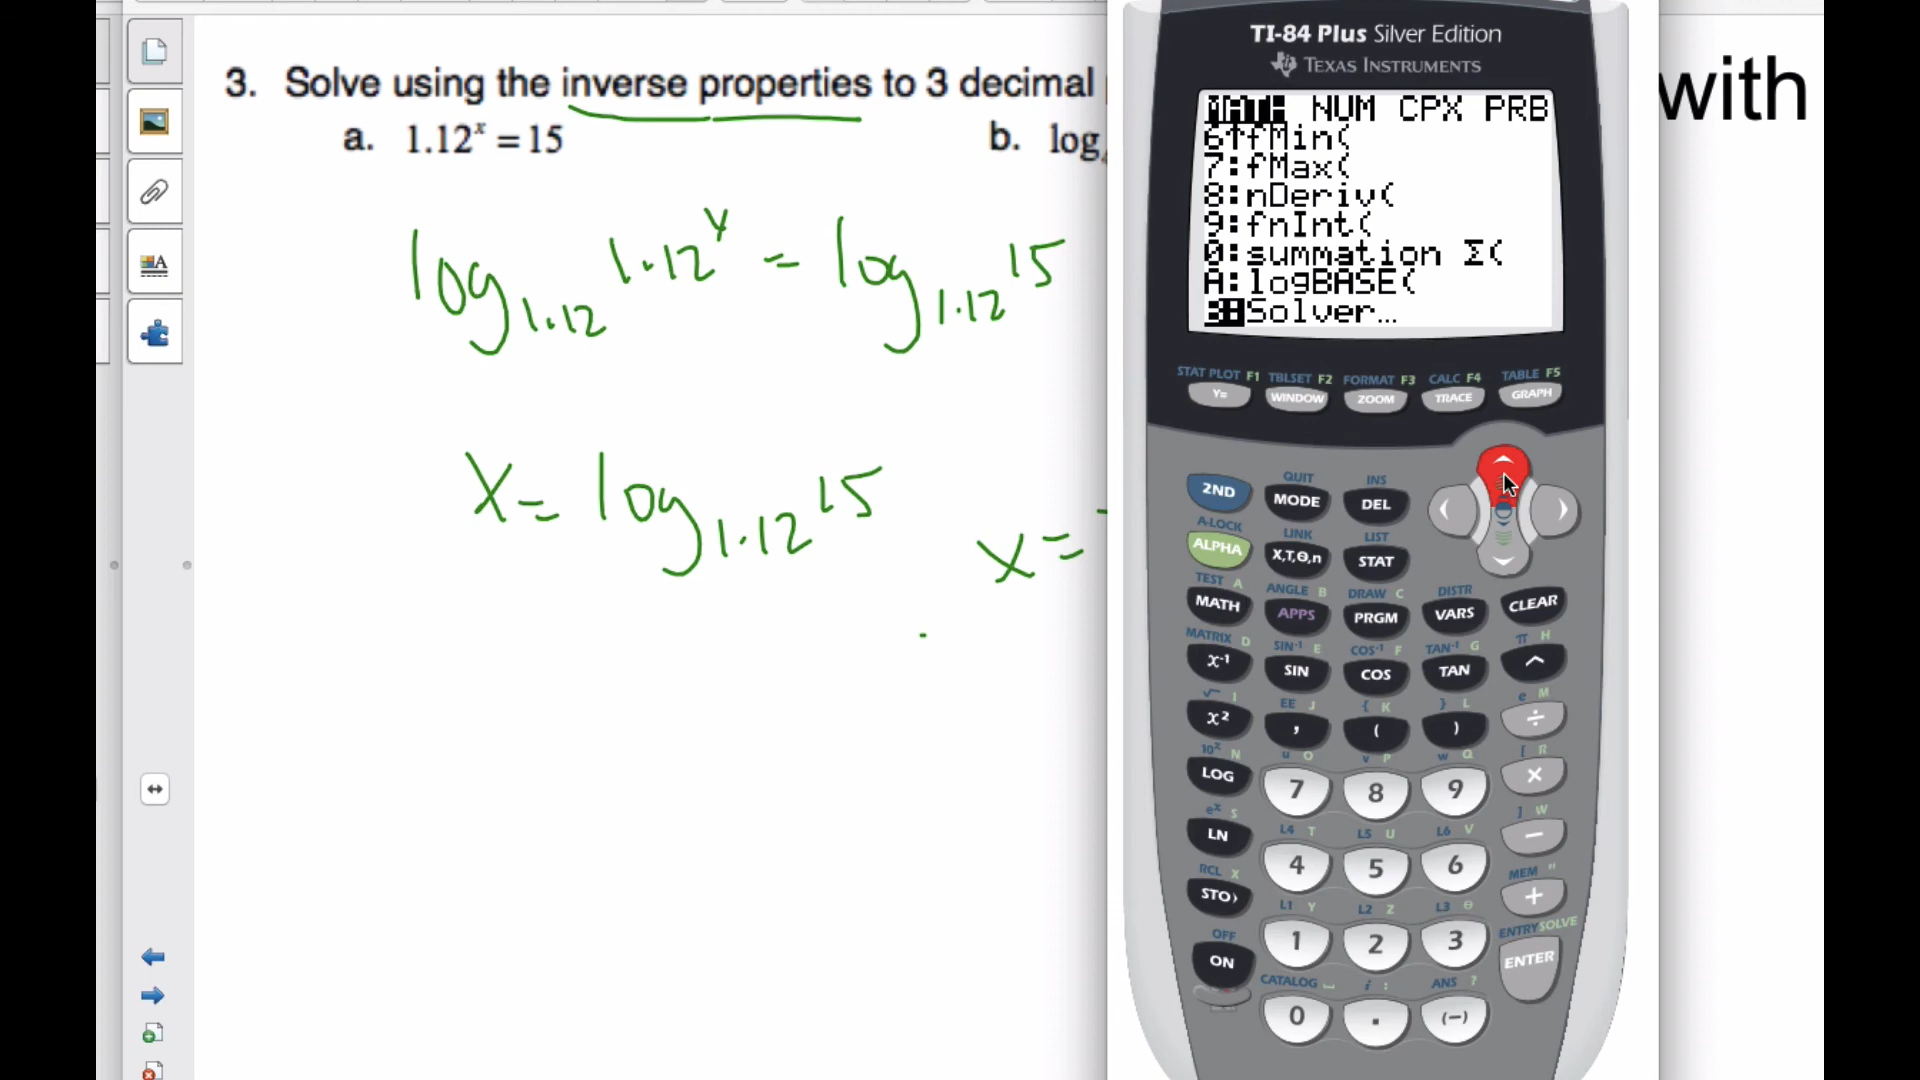 3. Solve using the inverse properties to 3 decimal
with
a. 1.12ˣ = 15
b. log
log₁.₁₂ 1.12ˣ = log₁.₁₂ 15
x = log₁.₁₂ 15
x =
TI-84 Plus Silver Edition
TEXAS INSTRUMENTS
MATH NUM CPX PRB
6↑fMin(
7:fMax(
8:nDeriv(
9:fnInt(
0:summation Σ(
A:logBASE(
Solver…
STAT PLOT F1 TBLSET F2 FORMAT F3 CALC F4 TABLE F5
Y= WINDOW ZOOM TRACE GRAPH
QUIT INS
2ND MODE DEL
A-LOCK LINK LIST
ALPHA X,T,Θ,n STAT
TEST A ANGLE B DRAW C DISTR
MATH APPS PRGM VARS CLEAR
MATRIX D SIN⁻¹ E COS⁻¹ F TAN⁻¹ G π H
x⁻¹ SIN COS TAN ^
√ I EE J { K } L e M
x² , ( ) ÷
10ˣ N u O v P w Q [ R
LOG 7 8 9 ×
eˣ S L4 T L5 U L6 V ] W
LN 4 5 6 −
RCL X L1 Y L2 Z L3 θ MEM "
STO› 1 2 3 +
OFF CATALOG i : ANS ? ENTRY SOLVE
ON 0 . (−) ENTER